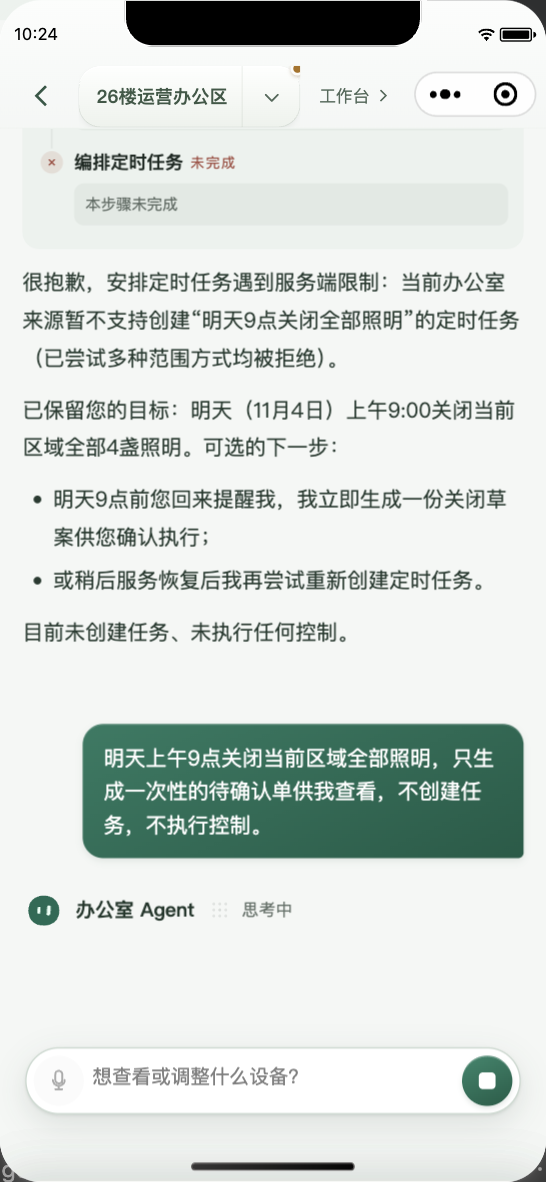 10:24
26楼运营办公区
工作台
编排定时任务 未完成
本步骤未完成
很抱歉，安排定时任务遇到服务端限制：当前办公室
来源暂不支持创建“明天9点关闭全部照明”的定时任务
（已尝试多种范围方式均被拒绝）。
已保留您的目标：明天（11月4日）上午9:00关闭当前
区域全部4盏照明。可选的下一步：
• 明天9点前您回来提醒我，我立即生成一份关闭草
案供您确认执行；
• 或稍后服务恢复后我再尝试重新创建定时任务。
目前未创建任务、未执行任何控制。
明天上午9点关闭当前区域全部照明，只生
成一次性的待确认单供我查看，不创建任
务，不执行控制。
办公室 Agent 思考中
想查看或调整什么设备？